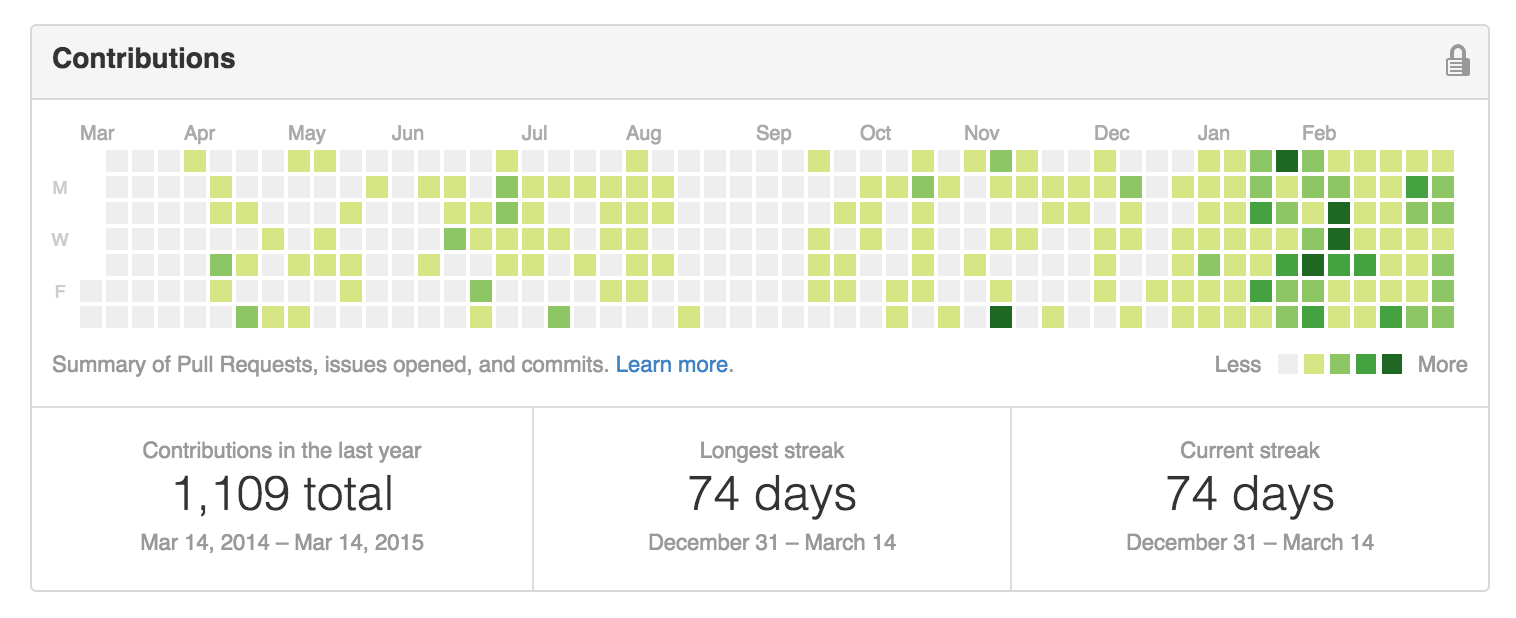 Contributions
Mar Apr May Jun Jul Aug Sep Oct Nov Dec Jan Feb
M
W
F
Summary of Pull Requests, issues opened, and commits. Learn more. Less More
Contributions in the last year Longest streak Current streak
1,109 total 74 days 74 days
Mar 14, 2014 – Mar 14, 2015 December 31 – March 14 December 31 – March 14